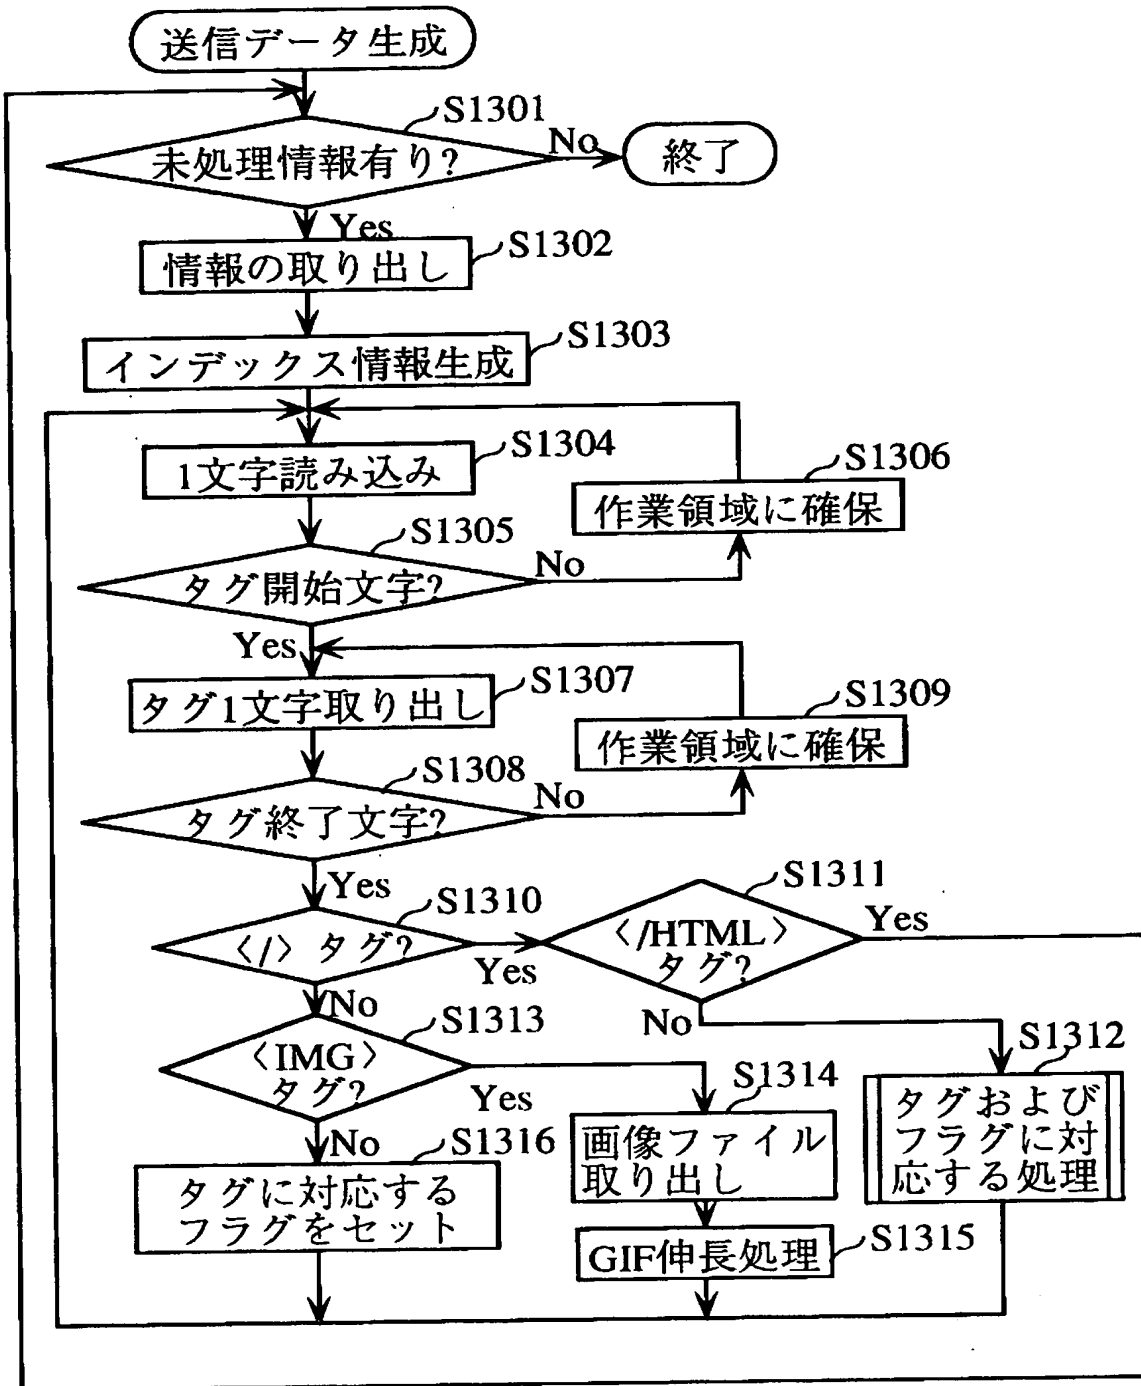 送信データ生成
S1301
未処理情報有り?
No
終了
Yes
S1302
情報の取り出し
S1303
インデックス情報生成
S1304
1文字読み込み
S1306
作業領域に確保
S1305
タグ開始文字?
No
Yes
S1307
タグ1文字取り出し
S1309
作業領域に確保
S1308
タグ終了文字?
No
Yes
S1310
〈/〉タグ?
Yes
S1311
〈/HTML〉
タグ?
Yes
No
No
S1313
〈IMG〉
タグ?
Yes
No
S1312
タグおよび
フラグに対
応する処理
S1314
画像ファイル
取り出し
S1316
タグに対応する
フラグをセット
S1315
GIF伸長処理